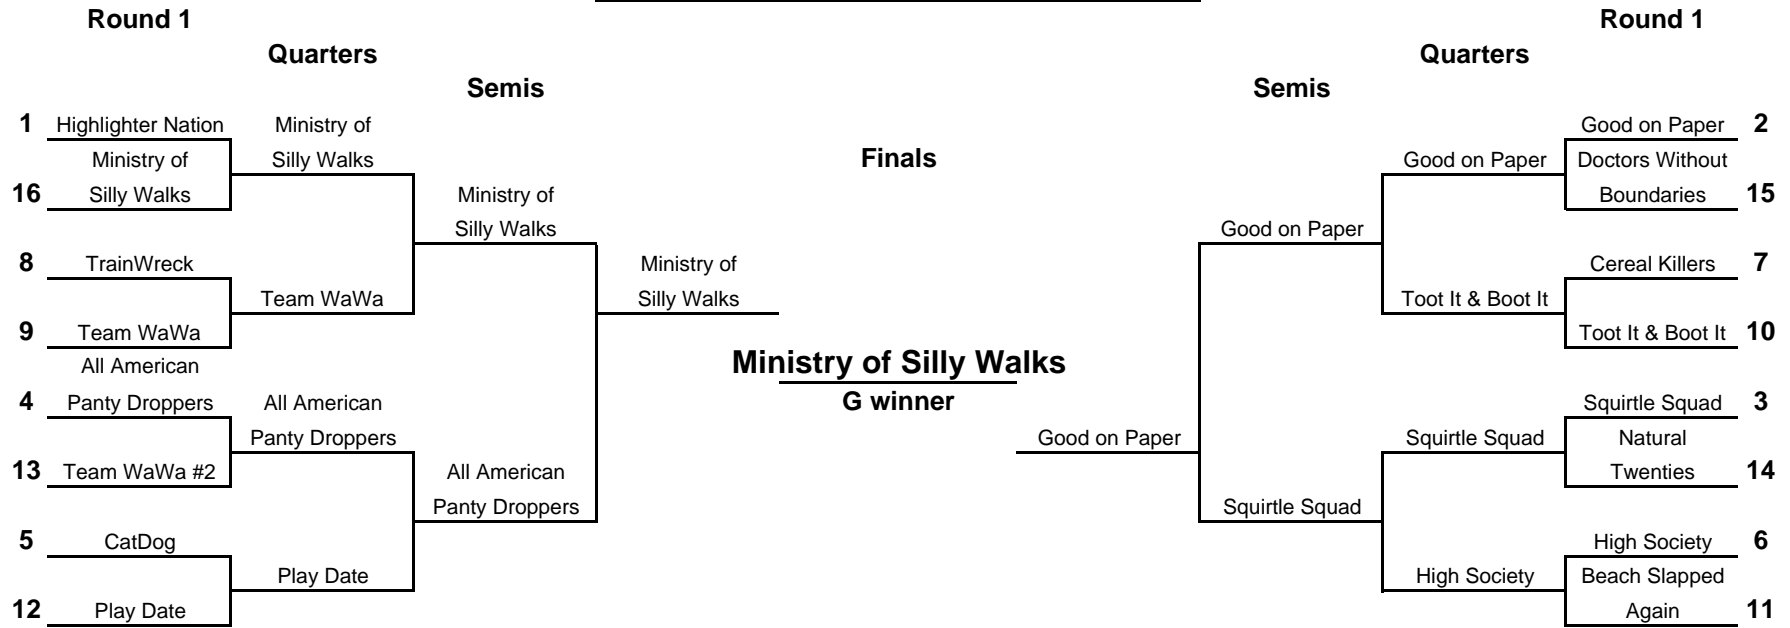 Round 1
Round 1
Quarters
Quarters
Semis
Semis
1 Highlighter Nation
Ministry of
Good on Paper 2
Ministry of
Silly Walks
Finals
Good on Paper
Doctors Without
16 Silly Walks
Ministry of
Boundaries 15
Silly Walks
Good on Paper
8 TrainWreck
Ministry of
Cereal Killers 7
Team WaWa
Silly Walks
Toot It & Boot It
9 Team WaWa
Toot It & Boot It 10
All American
Ministry of Silly Walks
4 Panty Droppers
All American
G winner
Squirtle Squad 3
Panty Droppers
Good on Paper
Squirtle Squad
Natural
13 Team WaWa #2
All American
Twenties 14
Panty Droppers
Squirtle Squad
5 CatDog
High Society 6
Play Date
High Society
Beach Slapped
12 Play Date
Again 11